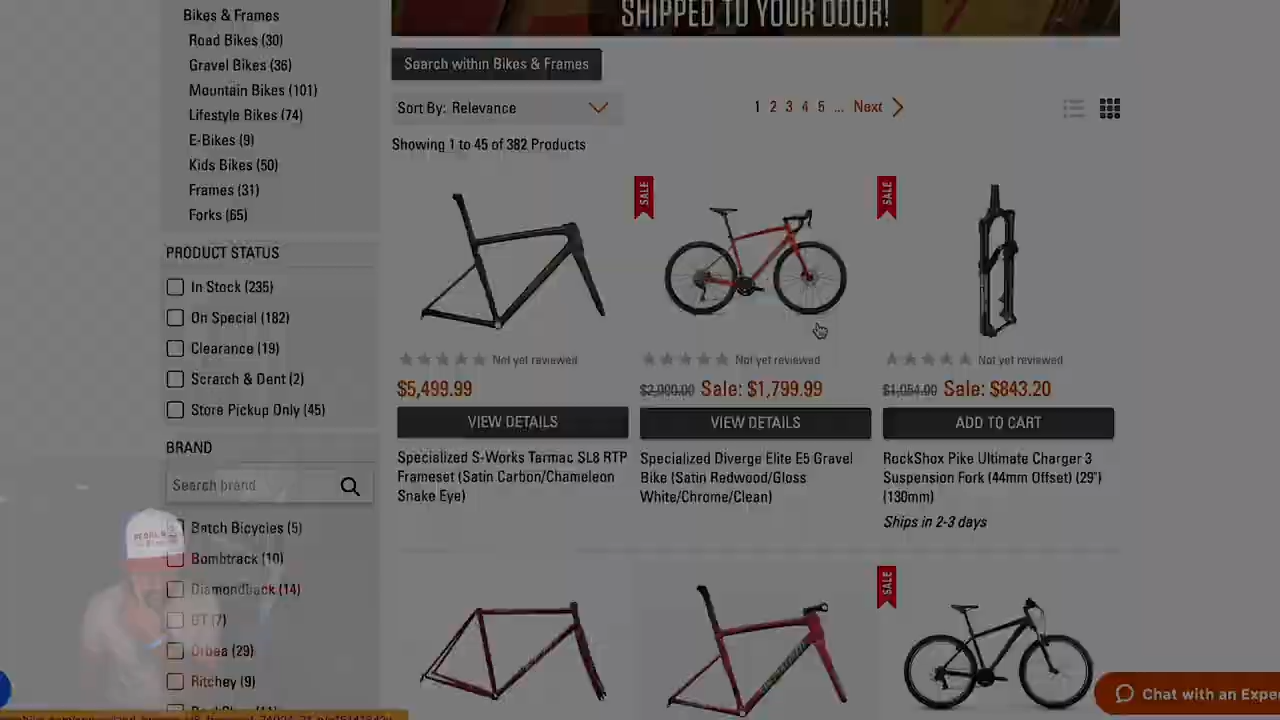 SHIPPED TO YOUR DOOR!
Bikes & Frames
Road Bikes (30)
Gravel Bikes (36)
Mountain Bikes (101)
Lifestyle Bikes (74)
E-Bikes (9)
Kids Bikes (50)
Frames (31)
Forks (65)
PRODUCT STATUS
In Stock (235)
On Special (182)
Clearance (19)
Scratch & Dent (2)
Store Pickup Only (45)
BRAND
Search brand
Batch Bicycles (5)
Bombtrack (10)
Diamondback (14)
GT (7)
Orbea (29)
Ritchey (9)
Search within Bikes & Frames
Sort By: Relevance
1 2 3 4 5 ... Next
Showing 1 to 45 of 382 Products
Not yet reviewed
$5,499.99
VIEW DETAILS
Specialized S-Works Tarmac SL8 RTP
Frameset (Satin Carbon/Chameleon
Snake Eye)
SALE
Not yet reviewed
Sale: $1,799.99
VIEW DETAILS
Specialized Diverge Elite E5 Gravel
Bike (Satin Redwood/Gloss
White/Chrome/Clean)
SALE
Not yet reviewed
$1,054.00 Sale: $843.20
ADD TO CART
RockShox Pike Ultimate Charger 3
Suspension Fork (44mm Offset) (29")
(130mm)
Ships in 2-3 days
SALE
Chat with an Expe